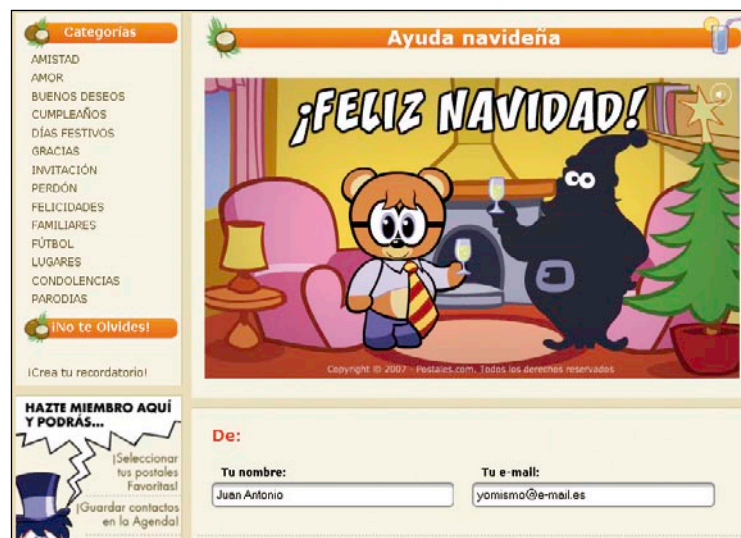 Categorías
AMISTAD
AMOR
BUENOS DESEOS
CUMPLEAÑOS
DÍAS FESTIVOS
GRACIAS
INVITACIÓN
PERDÓN
FELICIDADES
FAMILIARES
FÚTBOL
LUGARES
CONDOLENCIAS
PARODIAS
¡No te Olvides!
¡Crea tu recordatorio!
HAZTE MIEMBRO AQUÍ
Y PODRÁS...
¡Seleccionar
tus postales
Favoritas!
¡Guardar contactos
en la Agenda!
Ayuda navideña
¡FELIZ NAVIDAD!
Copyright © 2007 - Postales.com. Todos los derechos reservados
De:
Tu nombre:
Tu e-mail:
Juan Antonio
yomismo@e-mail.es